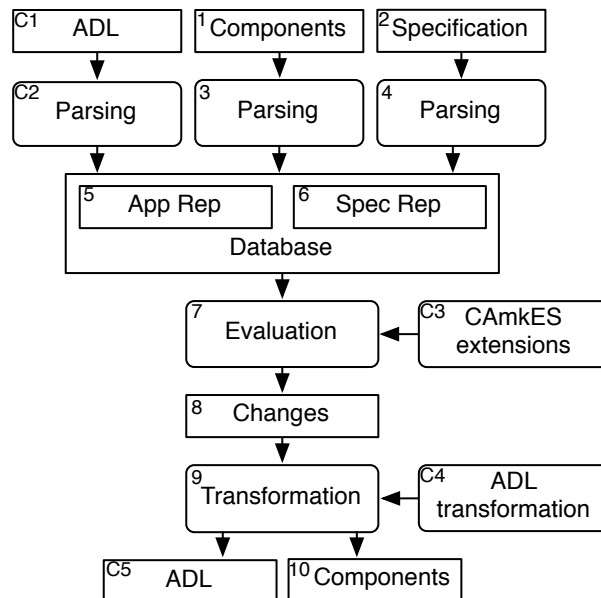 C1 ADL
1 Components
2 Specification
C2 Parsing
3 Parsing
4 Parsing
5 App Rep
6 Spec Rep
Database
7 Evaluation
C3 CAmkES
extensions
8 Changes
9 Transformation
C4 ADL
transformation
C5 ADL
10 Components